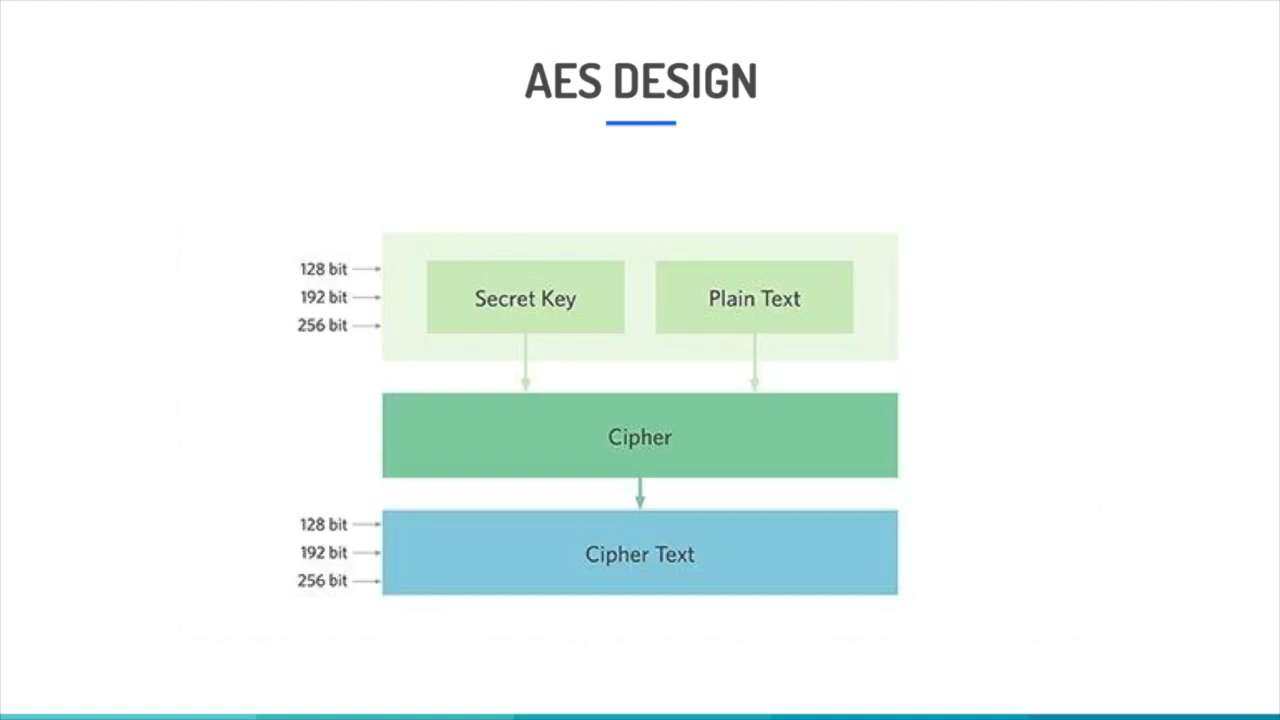 AES DESIGN
128 bit
192 bit
256 bit
Secret Key
Plain Text
Cipher
128 bit
192 bit
256 bit
Cipher Text